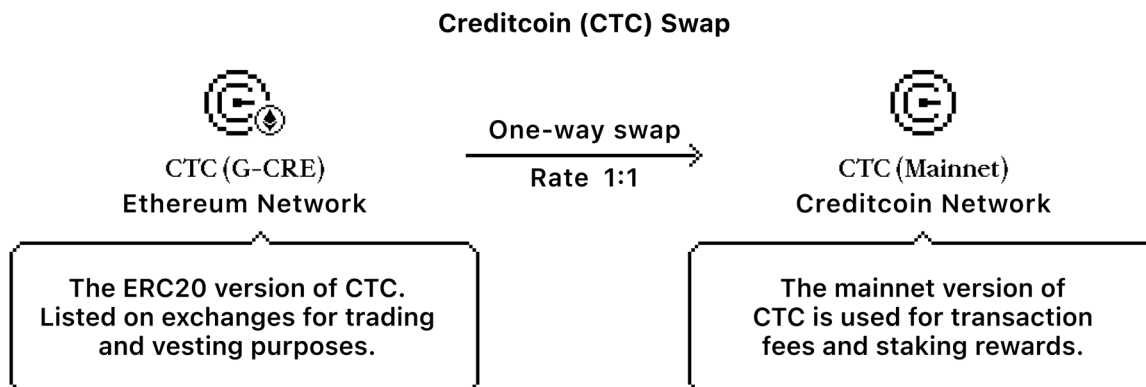 Creditcoin (CTC) Swap
CTC (G-CRE)
Ethereum Network
One-way swap
Rate 1:1
CTC (Mainnet)
Creditcoin Network
The ERC20 version of CTC.
Listed on exchanges for trading
and vesting purposes.
The mainnet version of
CTC is used for transaction
fees and staking rewards.